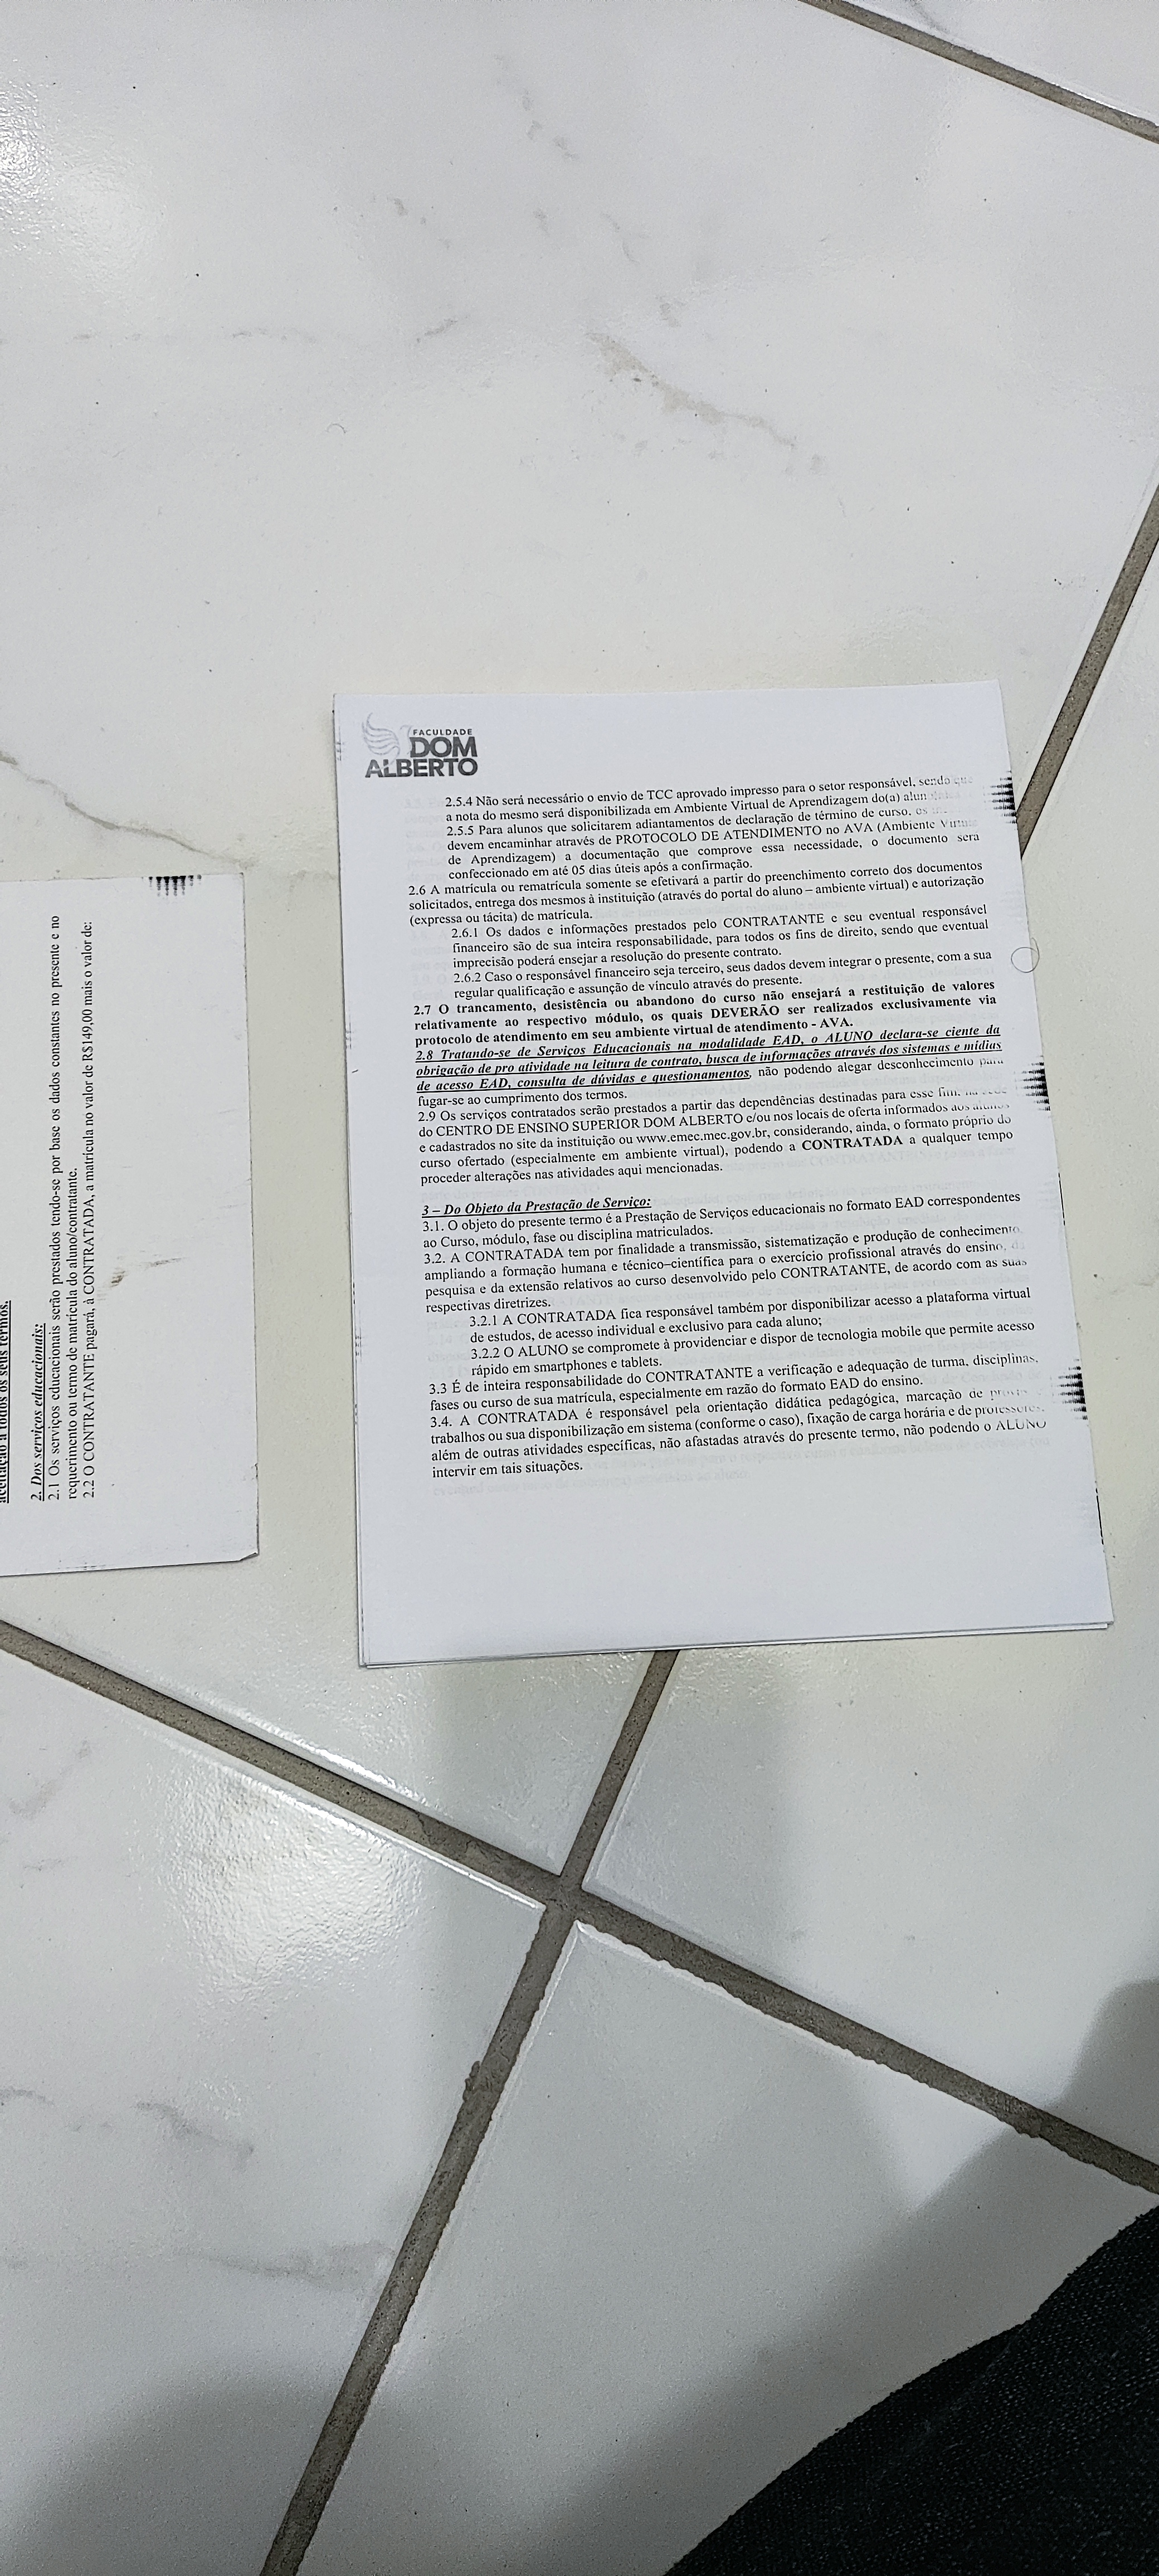 aceitação a todos os seus termos.
2. Dos serviços educacionais:
2.1 Os serviços educacionais serão prestados tendo-se por base os dados constantes no presente e no
requerimento ou termo de matrícula do aluno/contratante.
2.2 O CONTRATANTE pagará, à CONTRATADA, a matrícula no valor de R$149,00 mais o valor de:
FACULDADE
DOM
ALBERTO
2.5.4 Não será necessário o envio de TCC aprovado impresso para o setor responsável, sendo que
a nota do mesmo será disponibilizada em Ambiente Virtual de Aprendizagem do(a)
2.5.5 Para alunos que solicitarem adiantamentos de declaração de término de curso, os
devem encaminhar através de PROTOCOLO DE ATENDIMENTO no AVA (Ambiente Virtual
de Aprendizagem) a documentação que comprove essa necessidade, o documento será
confeccionado em até 05 dias úteis após a confirmação.
2.6 A matrícula ou rematrícula somente se efetivará a partir do preenchimento correto dos documentos
solicitados, entrega dos mesmos à instituição (através do portal do aluno – ambiente virtual) e autorização
(expressa ou tácita) de matrícula.
2.6.1 Os dados e informações prestados pelo CONTRATANTE e seu eventual responsável
financeiro são de sua inteira responsabilidade, para todos os fins de direito, sendo que eventual
imprecisão poderá ensejar a resolução do presente contrato.
2.6.2 Caso o responsável financeiro seja terceiro, seus dados devem integrar o presente, com a sua
regular qualificação e assunção de vínculo através do presente.
2.7 O trancamento, desistência ou abandono do curso não ensejará a restituição de valores
relativamente ao respectivo módulo, os quais DEVERÃO ser realizados exclusivamente via
protocolo de atendimento em seu ambiente virtual de atendimento - AVA.
2.8 Tratando-se de Serviços Educacionais na modalidade EAD, o ALUNO declara-se ciente da
obrigação de pro atividade na leitura de contrato, busca de informações através dos sistemas e mídias
de acesso EAD, consulta de dúvidas e questionamentos, não podendo alegar desconhecimento para
fugar-se ao cumprimento dos termos.
2.9 Os serviços contratados serão prestados a partir das dependências destinadas para esse fim, na sede
do CENTRO DE ENSINO SUPERIOR DOM ALBERTO e/ou nos locais de oferta informados aos alunos
e cadastrados no site da instituição ou www.emec.mec.gov.br, considerando, ainda, o formato próprio do
curso ofertado (especialmente em ambiente virtual), podendo a CONTRATADA a qualquer tempo
proceder alterações nas atividades aqui mencionadas.
3 – Do Objeto da Prestação de Serviço:
3.1. O objeto do presente termo é a Prestação de Serviços educacionais no formato EAD correspondentes
ao Curso, módulo, fase ou disciplina matriculados.
3.2. A CONTRATADA tem por finalidade a transmissão, sistematização e produção de conhecimento,
ampliando a formação humana e técnico–científica para o exercício profissional através do ensino, da
pesquisa e da extensão relativos ao curso desenvolvido pelo CONTRATANTE, de acordo com as suas
respectivas diretrizes.
3.2.1 A CONTRATADA fica responsável também por disponibilizar acesso a plataforma virtual
de estudos, de acesso individual e exclusivo para cada aluno;
3.2.2 O ALUNO se compromete à providenciar e dispor de tecnologia mobile que permite acesso
rápido em smartphones e tablets.
3.3 É de inteira responsabilidade do CONTRATANTE a verificação e adequação de turma, disciplinas,
fases ou curso de sua matrícula, especialmente em razão do formato EAD do ensino.
3.4. A CONTRATADA é responsável pela orientação didática pedagógica, marcação de provas
trabalhos ou sua disponibilização em sistema (conforme o caso), fixação de carga horária e de professores,
além de outras atividades específicas, não afastadas através do presente termo, não podendo o ALUNO
intervir em tais situações.